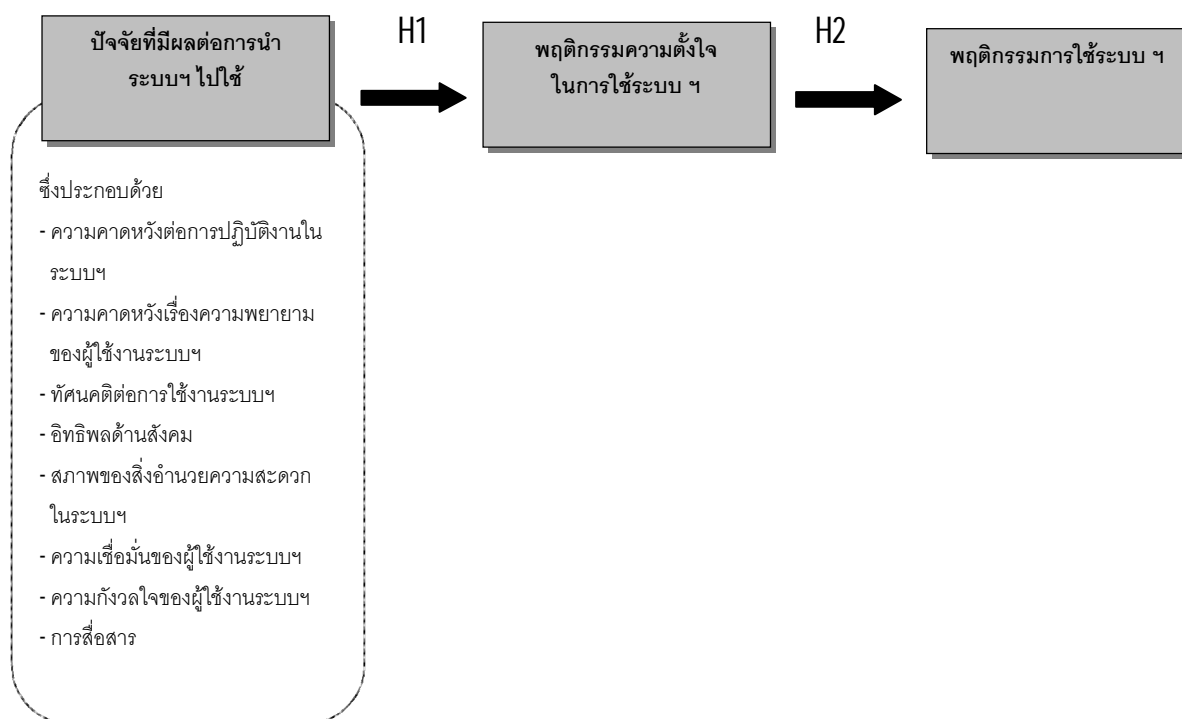 ปัจจัยที่มีผลต่อการนำ
ระบบฯ ไปใช้
H1
พฤติกรรมความตั้งใจ
ในการใช้ระบบ ฯ
H2
พฤติกรรมการใช้ระบบ ฯ
ซึ่งประกอบด้วย
- ความคาดหวังต่อการปฏิบัติงานใน
ระบบฯ
- ความคาดหวังเรื่องความพยายาม
ของผู้ใช้งานระบบฯ
- ทัศนคติต่อการใช้งานระบบฯ
- อิทธิพลด้านสังคม
- สภาพของสิ่งอำนวยความสะดวก
ในระบบฯ
- ความเชื่อมั่นของผู้ใช้งานระบบฯ
- ความกังวลใจของผู้ใช้งานระบบฯ
- การสื่อสาร